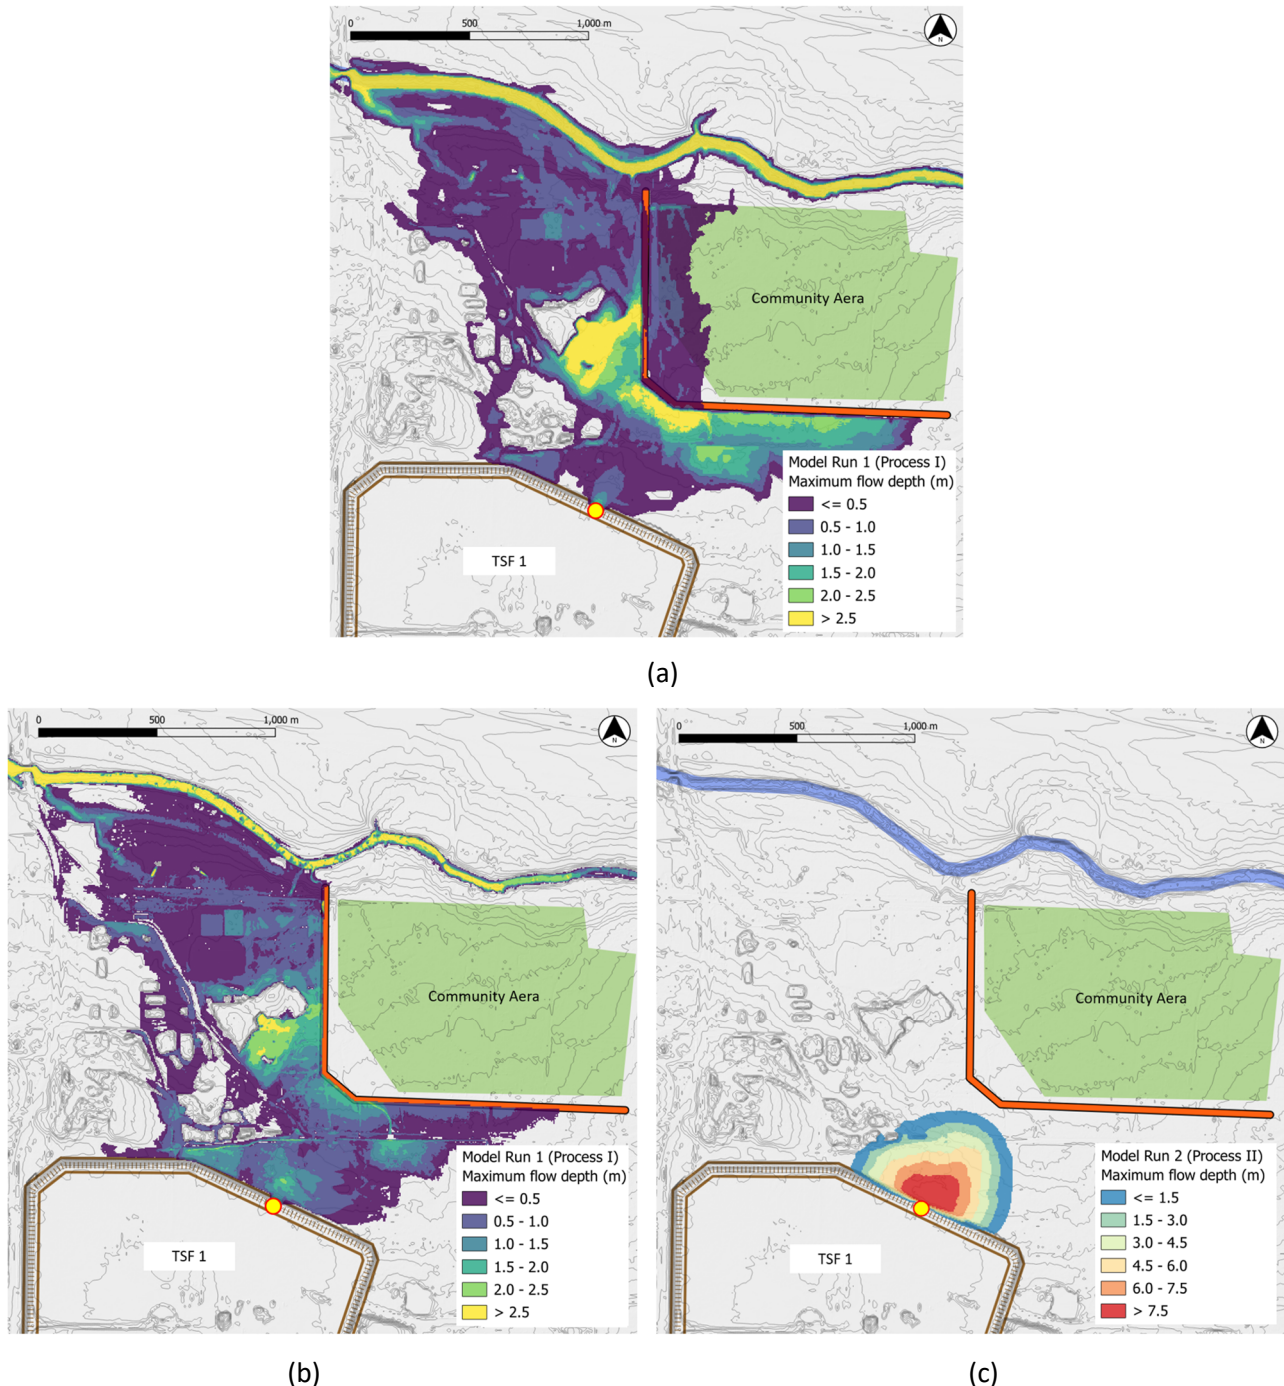 0 500 1,000 m
N
Community Aera
Model Run 1 (Process I)
Maximum flow depth (m)
<= 0.5
0.5 - 1.0
1.0 - 1.5
1.5 - 2.0
2.0 - 2.5
> 2.5
TSF 1
(a)
0 500 1,000 m
N
Community Aera
Model Run 1 (Process I)
Maximum flow depth (m)
<= 0.5
0.5 - 1.0
1.0 - 1.5
1.5 - 2.0
2.0 - 2.5
> 2.5
TSF 1
(b)
0 500 1,000 m
N
Community Aera
Model Run 2 (Process II)
Maximum flow depth (m)
<= 1.5
1.5 - 3.0
3.0 - 4.5
4.5 - 6.0
6.0 - 7.5
> 7.5
TSF 1
(c)